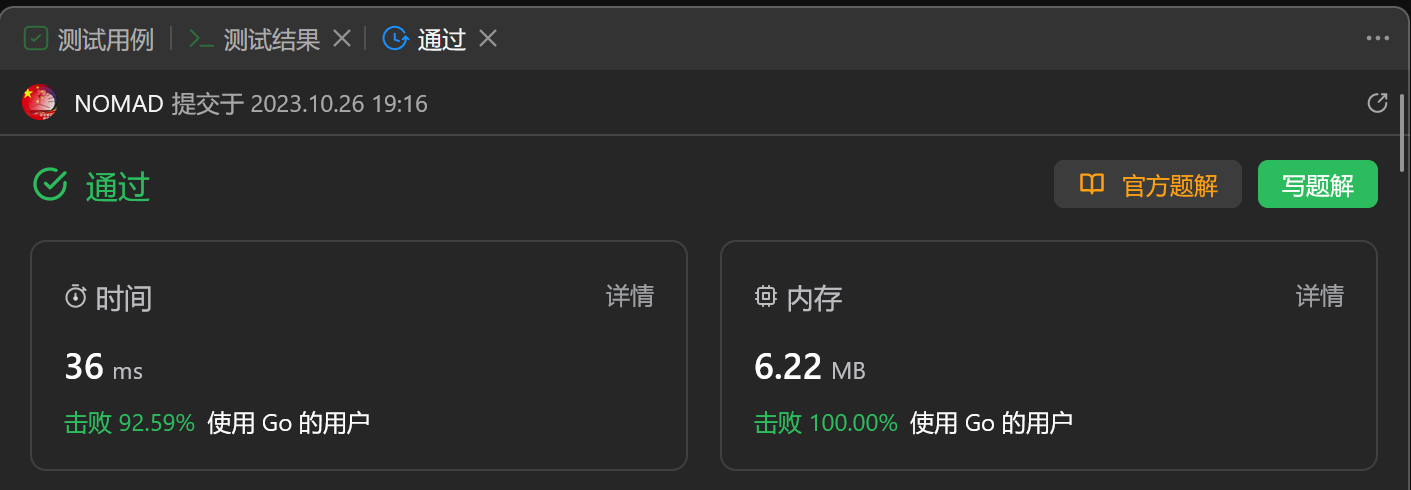 测试用例 测试结果 通过
NOMAD 提交于 2023.10.26 19:16
通过 官方题解 写题解
时间 详情 内存 详情
36 ms 6.22 MB
击败 92.59% 使用 Go 的用户 击败 100.00% 使用 Go 的用户